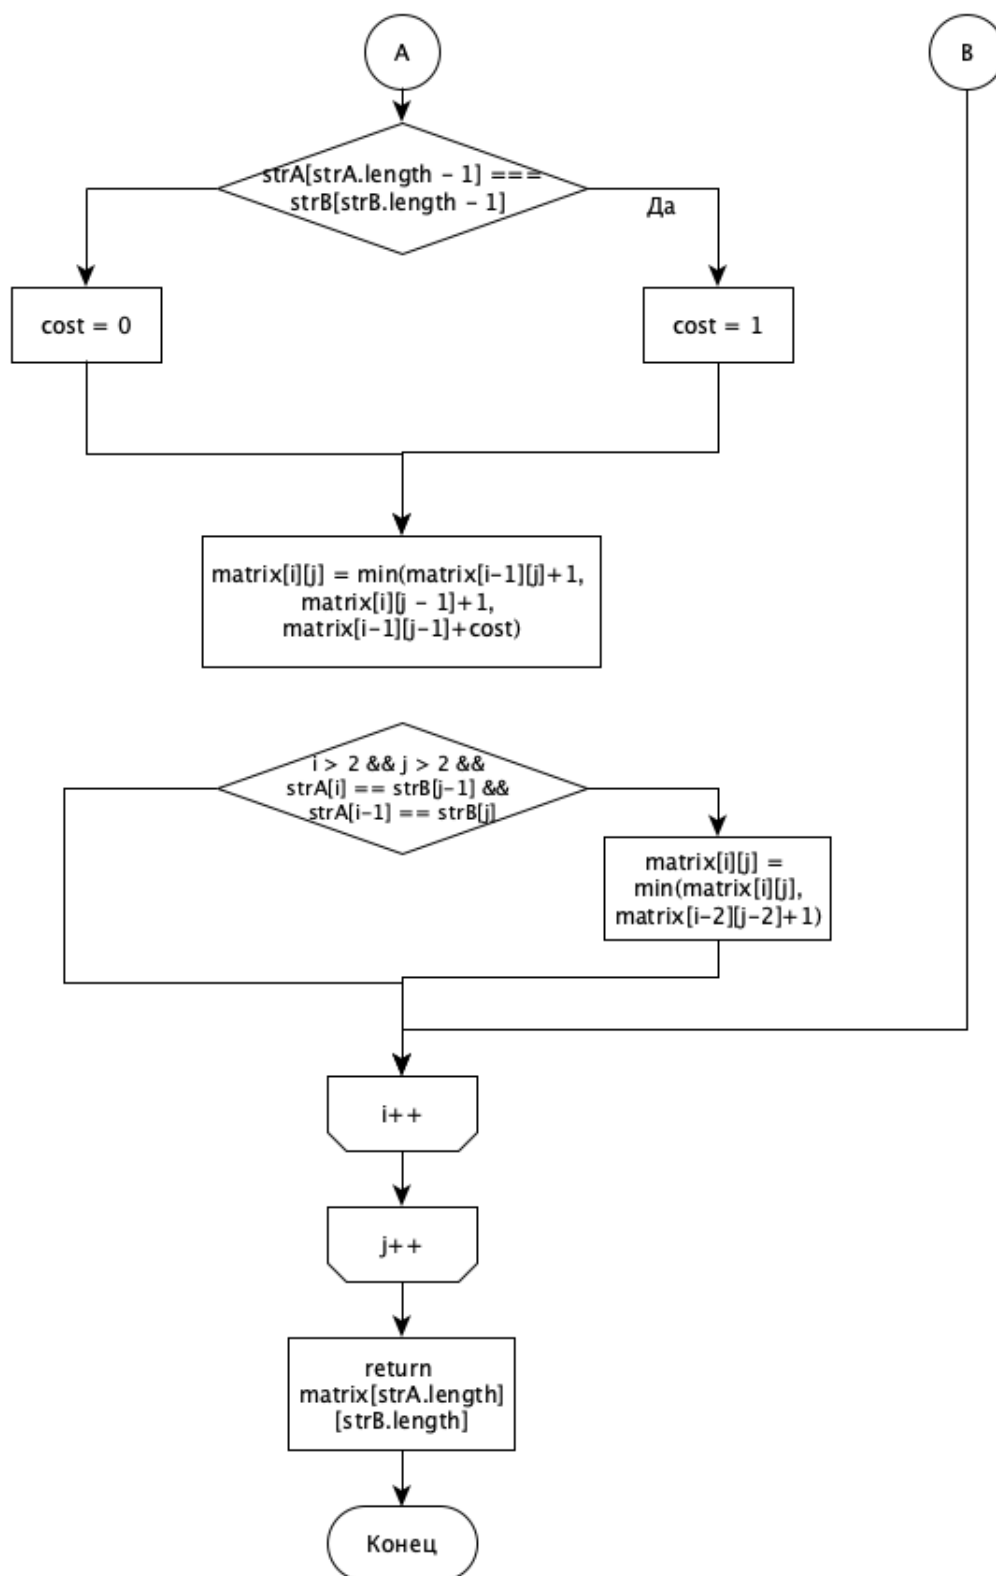 A
B
strA[strA.length - 1] ===
strB[strB.length - 1]
Да
cost = 0
cost = 1
matrix[i][j] = min(matrix[i-1][j]+1,
matrix[i][j - 1]+1,
matrix[i-1][j-1]+cost)
i > 2 && j > 2 &&
strA[i] == strB[j-1] &&
strA[i-1] == strB[j]
matrix[i][j] =
min(matrix[i][j],
matrix[i-2][j-2]+1)
i++
j++
return
matrix[strA.length]
[strB.length]
Конец